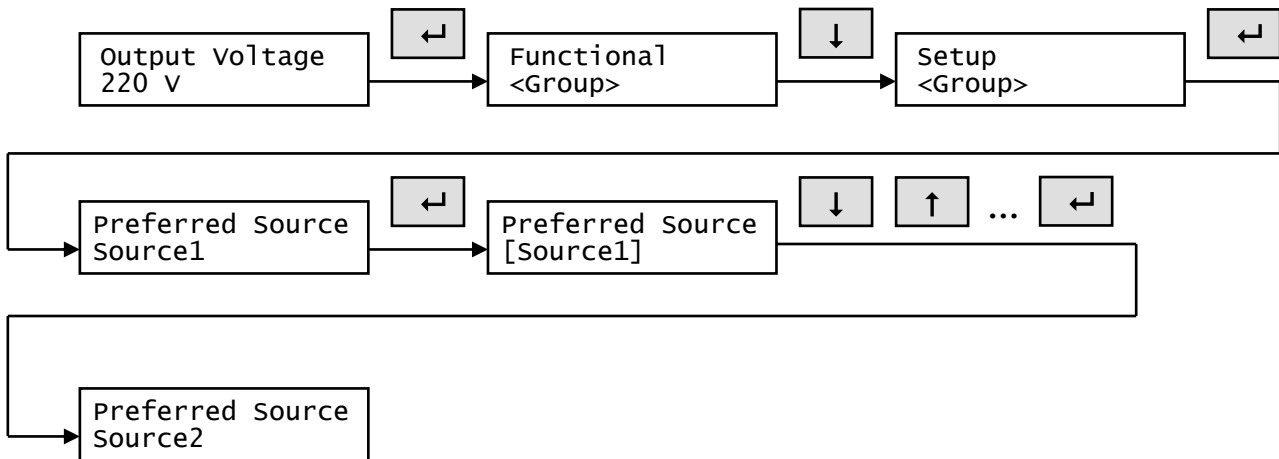 ↵ ↓ ↵
Output Voltage
220 V
Functional
<Group>
Setup
<Group>
↵ ↓ ↑ ... ↵
Preferred Source
Source1
Preferred Source
[Source1]
Preferred Source
Source2